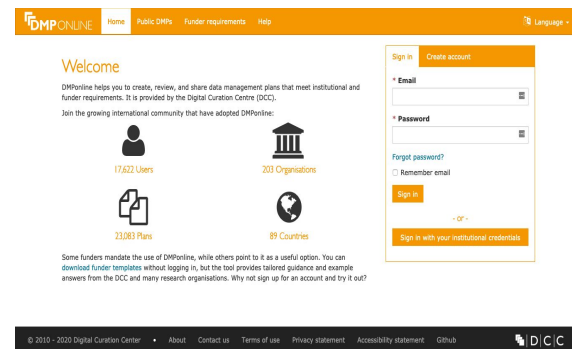 DMPONLINE Home Public DMPs Funder requirements Help Language
Welcome
DMPonline helps you to create, review, and share data management plans that meet institutional and
funder requirements. It is provided by the Digital Curation Centre (DCC).
Join the growing international community that have adopted DMPonline:
17,622 Users
203 Organisations
23,083 Plans
89 Countries
Some funders mandate the use of DMPonline, while others point to it as a useful option. You can
download funder templates without logging in, but the tool provides tailored guidance and example
answers from the DCC and many research organisations. Why not sign up for an account and try it out?
Sign in Create account
* Email
* Password
Forgot password?
Remember email
Sign in
- or -
Sign in with your institutional credentials
© 2010 - 2020 Digital Curation Center • About Contact us Terms of use Privacy statement Accessibility statement Github D|C|C